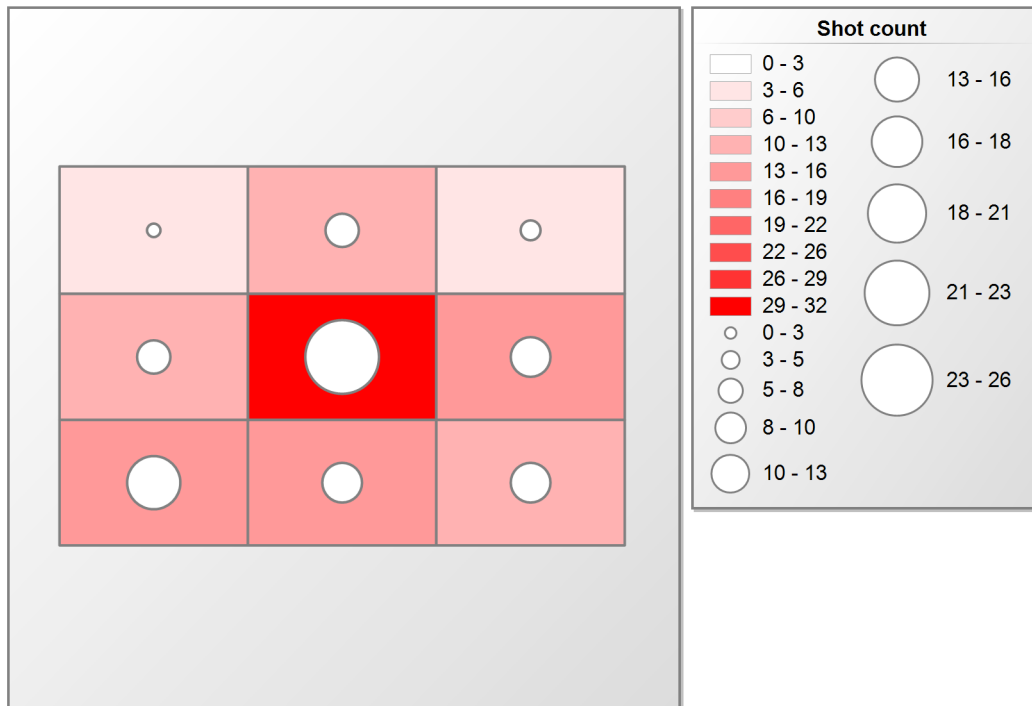 Shot count
0 - 3
3 - 6
6 - 10
10 - 13
13 - 16
16 - 19
19 - 22
22 - 26
26 - 29
29 - 32
0 - 3
3 - 5
5 - 8
8 - 10
10 - 13
13 - 16
16 - 18
18 - 21
21 - 23
23 - 26